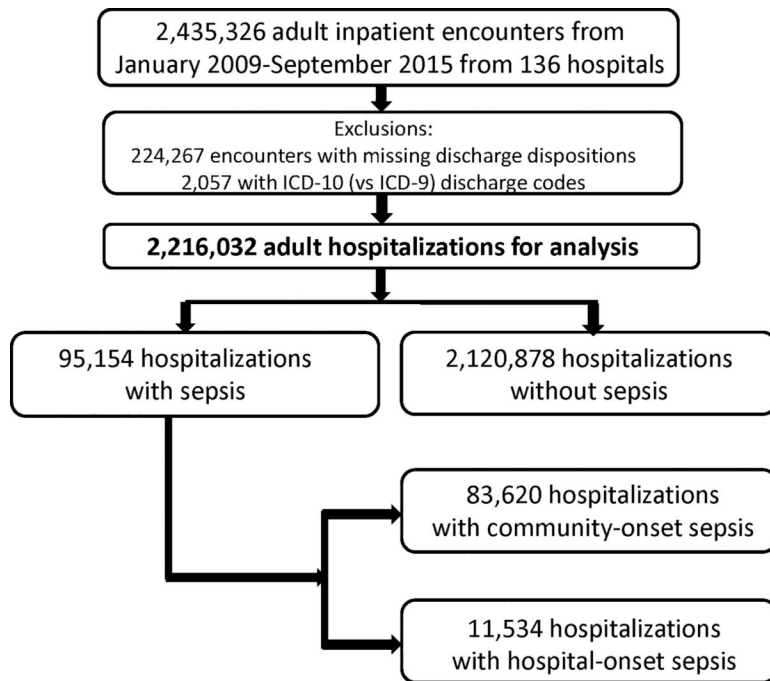 2,435,326 adult inpatient encounters from
January 2009-September 2015 from 136 hospitals
Exclusions:
224,267 encounters with missing discharge dispositions
2,057 with ICD-10 (vs ICD-9) discharge codes
2,216,032 adult hospitalizations for analysis
95,154 hospitalizations
with sepsis
2,120,878 hospitalizations
without sepsis
83,620 hospitalizations
with community-onset sepsis
11,534 hospitalizations
with hospital-onset sepsis